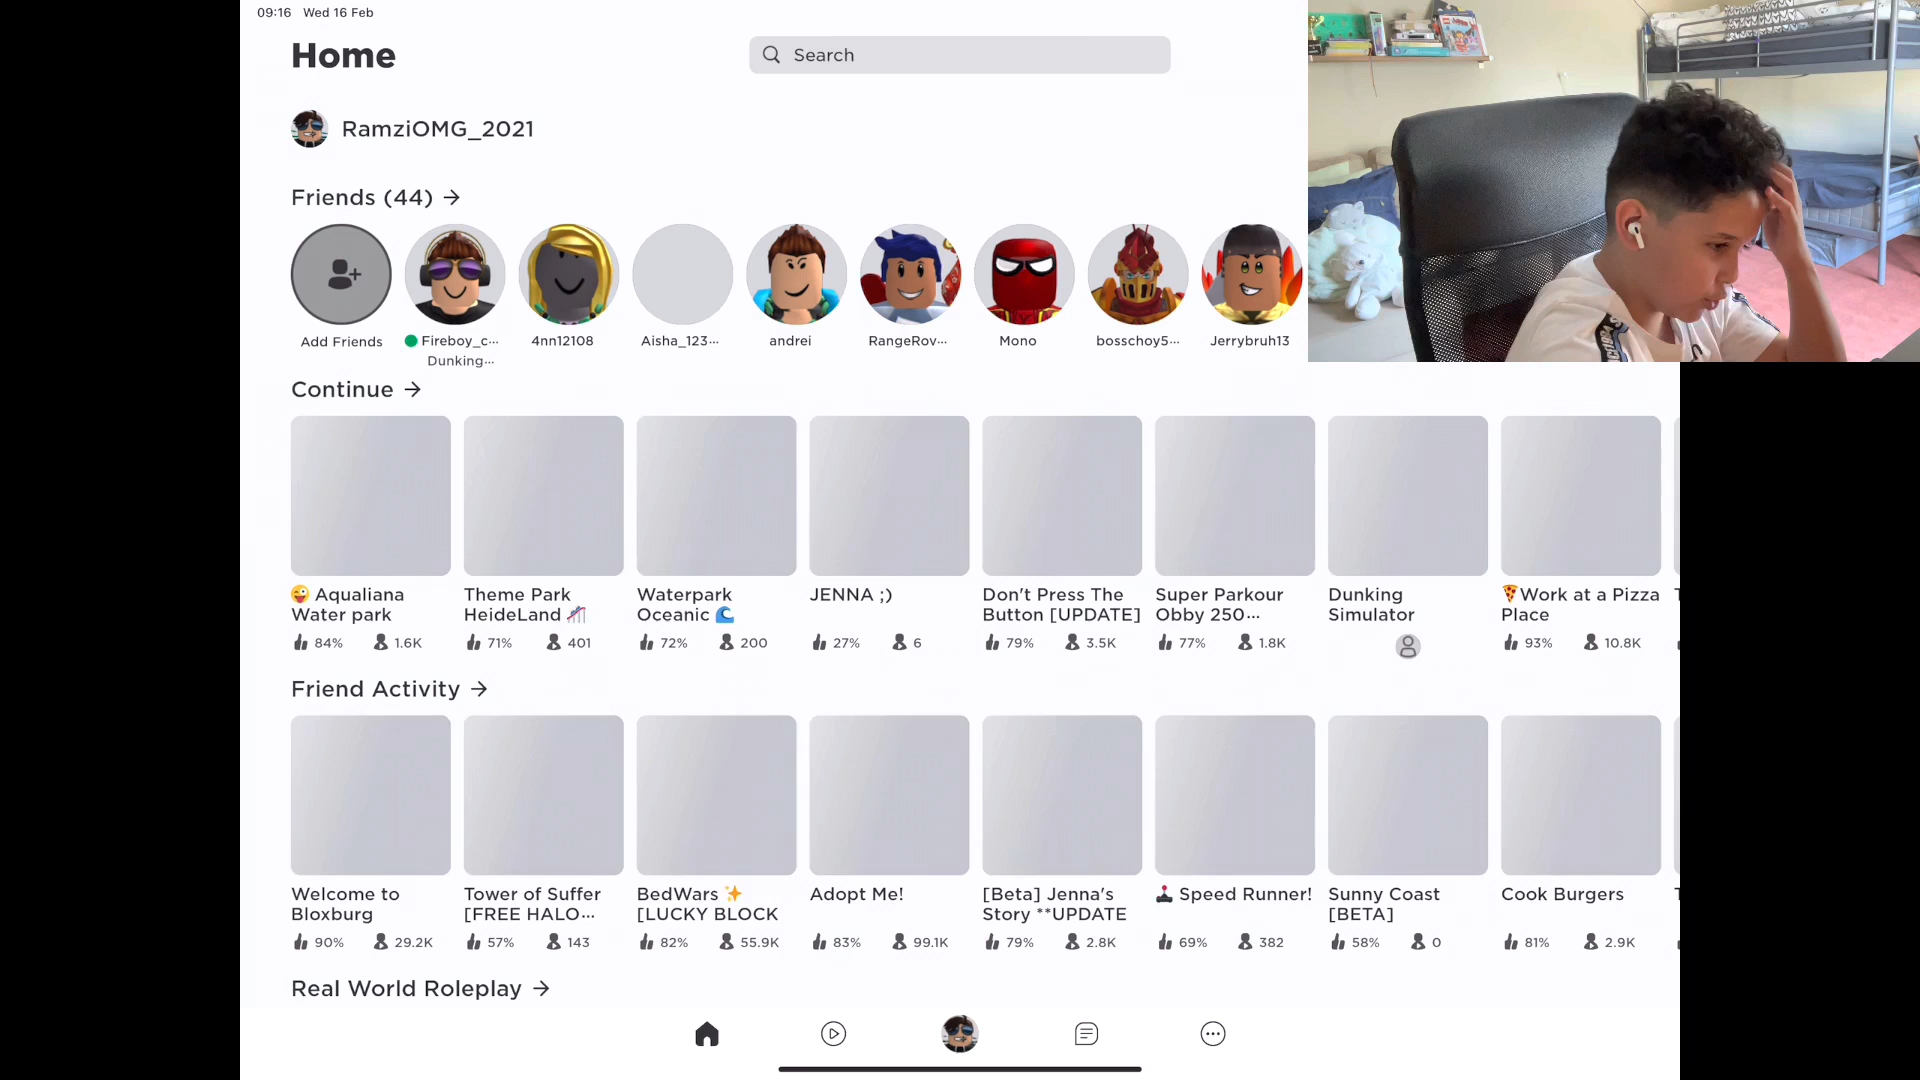 09:16 Wed 16 Feb
Home
Search
RamziOMG_2021
Friends (44) →
Add Friends
Fireboy_c...
Dunking...
4nn12108
Aisha_123...
andrei
RangeRov...
Mono
bosschoy5...
Jerrybruh13
Continue →
😜 Aqualiana
Water park
84% 1.6K
Theme Park
HeideLand 🎢
71% 401
Waterpark
Oceanic 🌊
72% 200
JENNA ;)
27% 6
Don't Press The
Button [UPDATE]
79% 3.5K
Super Parkour
Obby 250...
77% 1.8K
Dunking
Simulator
🍕Work at a Pizza
Place
93% 10.8K
Friend Activity →
Welcome to
Bloxburg
90% 29.2K
Tower of Suffer
[FREE HALO...
57% 143
BedWars ✨
[LUCKY BLOCK
82% 55.9K
Adopt Me!
83% 99.1K
[Beta] Jenna's
Story **UPDATE
79% 2.8K
🕹️ Speed Runner!
69% 382
Sunny Coast
[BETA]
58% 0
Cook Burgers
81% 2.9K
Real World Roleplay →